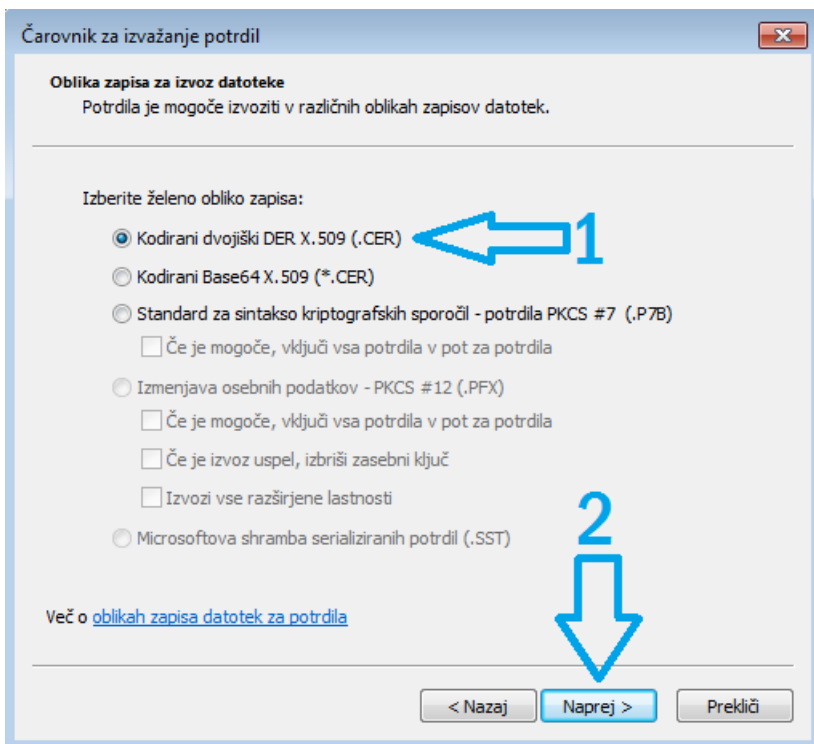 Čarovnik za izvažanje potrdil
Oblika zapisa za izvoz datoteke
Potrdila je mogoče izvoziti v različnih oblikah zapisov datotek.
Izberite želeno obliko zapisa:
Kodirani dvojiški DER X.509 (.CER)
1
Kodirani Base64 X.509 (*.CER)
Standard za sintakso kriptografskih sporočil - potrdila PKCS #7 (.P7B)
Če je mogoče, vključi vsa potrdila v pot za potrdila
Izmenjava osebnih podatkov - PKCS #12 (.PFX)
Če je mogoče, vključi vsa potrdila v pot za potrdila
Če je izvoz uspel, izbriši zasebni ključ
Izvozi vse razširjene lastnosti
2
Microsoftova shramba serializiranih potrdil (.SST)
Več o oblikah zapisa datotek za potrdila
< Nazaj
Naprej >
Prekliči